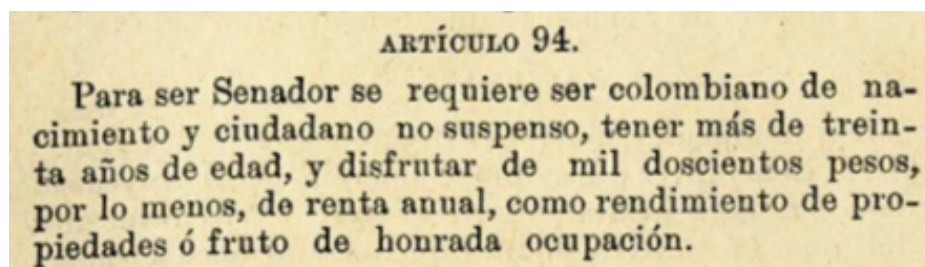 ARTÍCULO 94.
Para ser Senador se requiere ser colombiano de na-
cimiento y ciudadano no suspenso, tener más de trein-
ta años de edad, y disfrutar de mil doscientos pesos,
por lo menos, de renta anual, como rendimiento de pro-
piedades ó fruto de honrada ocupación.